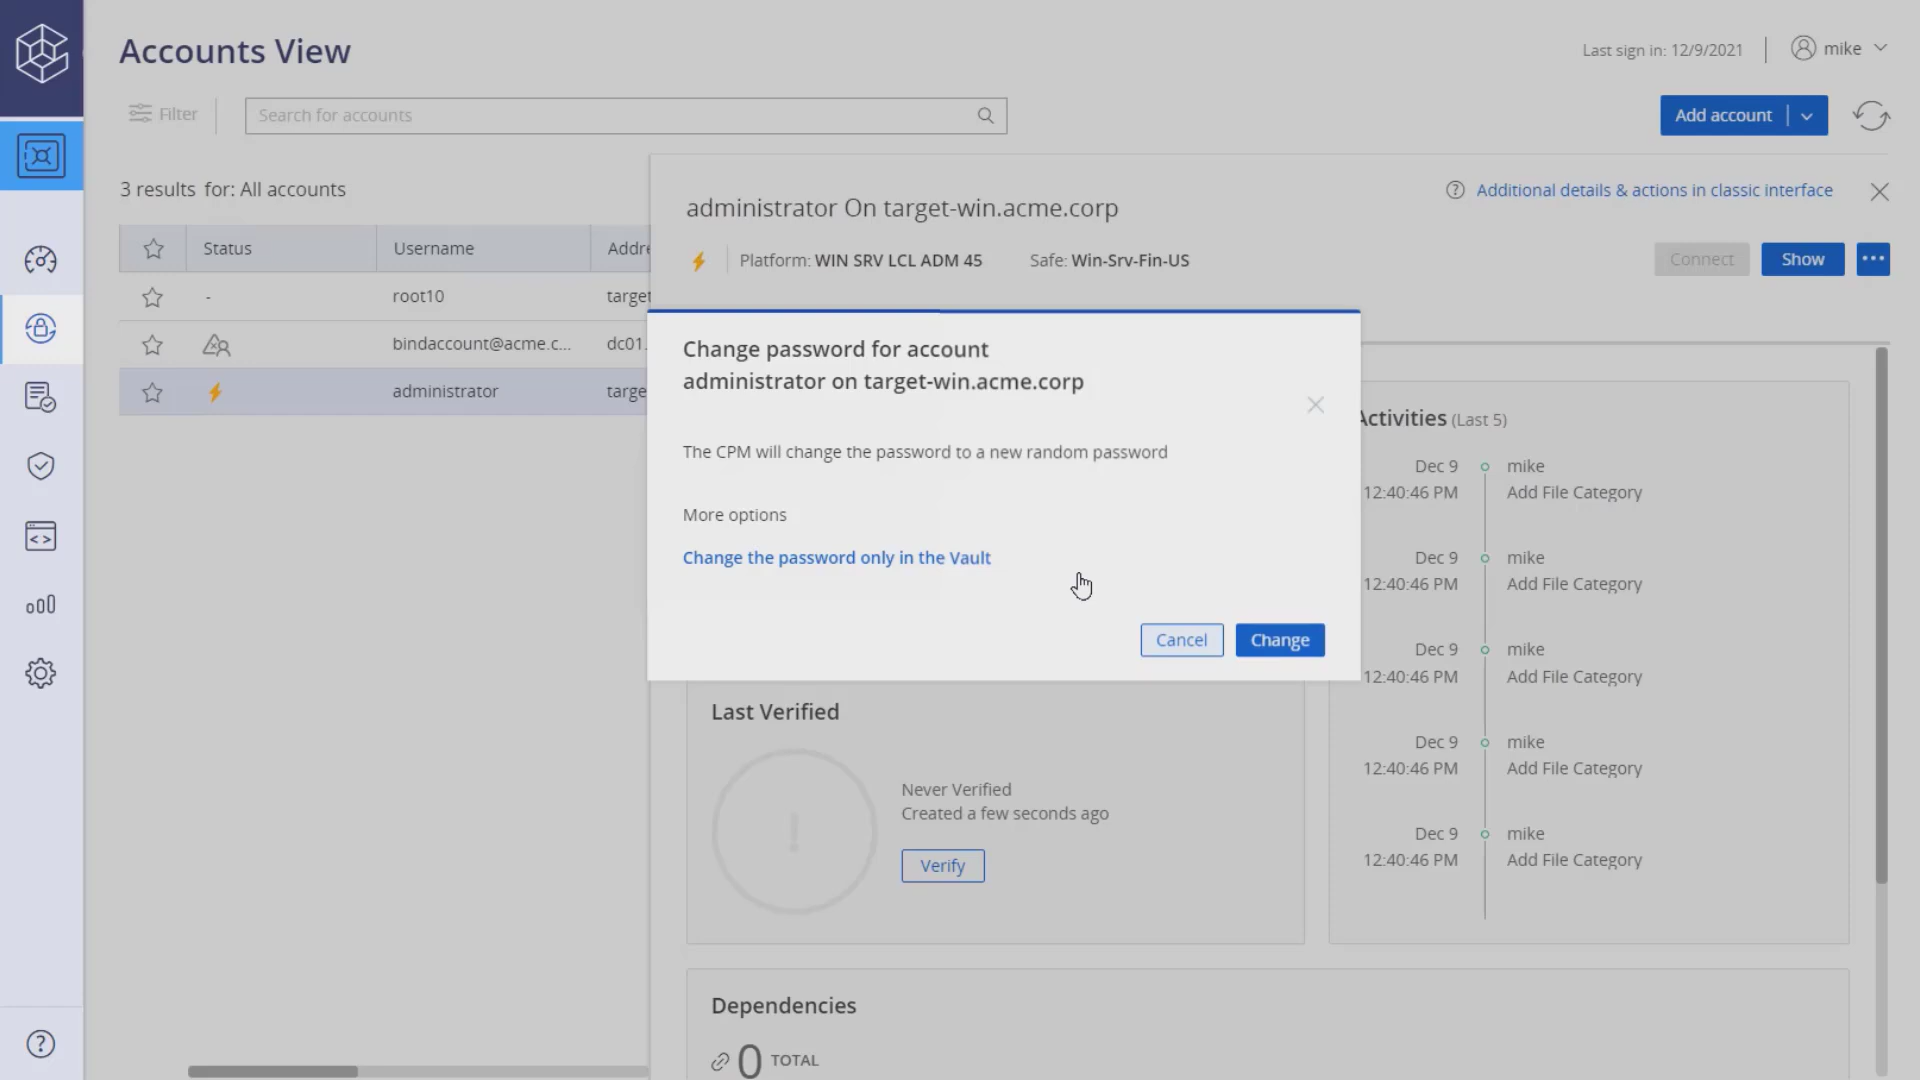 Accounts View
Last sign in: 12/9/2021
mike
Filter
Search for accounts
Add account
3 results for: All accounts
Status
Username
Addre
-
root10
target
bindaccount@acme.c...
dc01.
administrator
targe
administrator On target-win.acme.corp
Additional details & actions in classic interface
Platform: WIN SRV LCL ADM 45
Safe: Win-Srv-Fin-US
Connect
Show
Change password for account
administrator on target-win.acme.corp
The CPM will change the password to a new random password
More options
Change the password only in the Vault
Cancel
Change
Activities (Last 5)
Dec 9
mike
12:40:46 PM
Add File Category
Dec 9
mike
12:40:46 PM
Add File Category
Dec 9
mike
12:40:46 PM
Add File Category
Dec 9
mike
12:40:46 PM
Add File Category
Dec 9
mike
12:40:46 PM
Add File Category
Last Verified
Never Verified
Created a few seconds ago
Verify
Dependencies
0 TOTAL